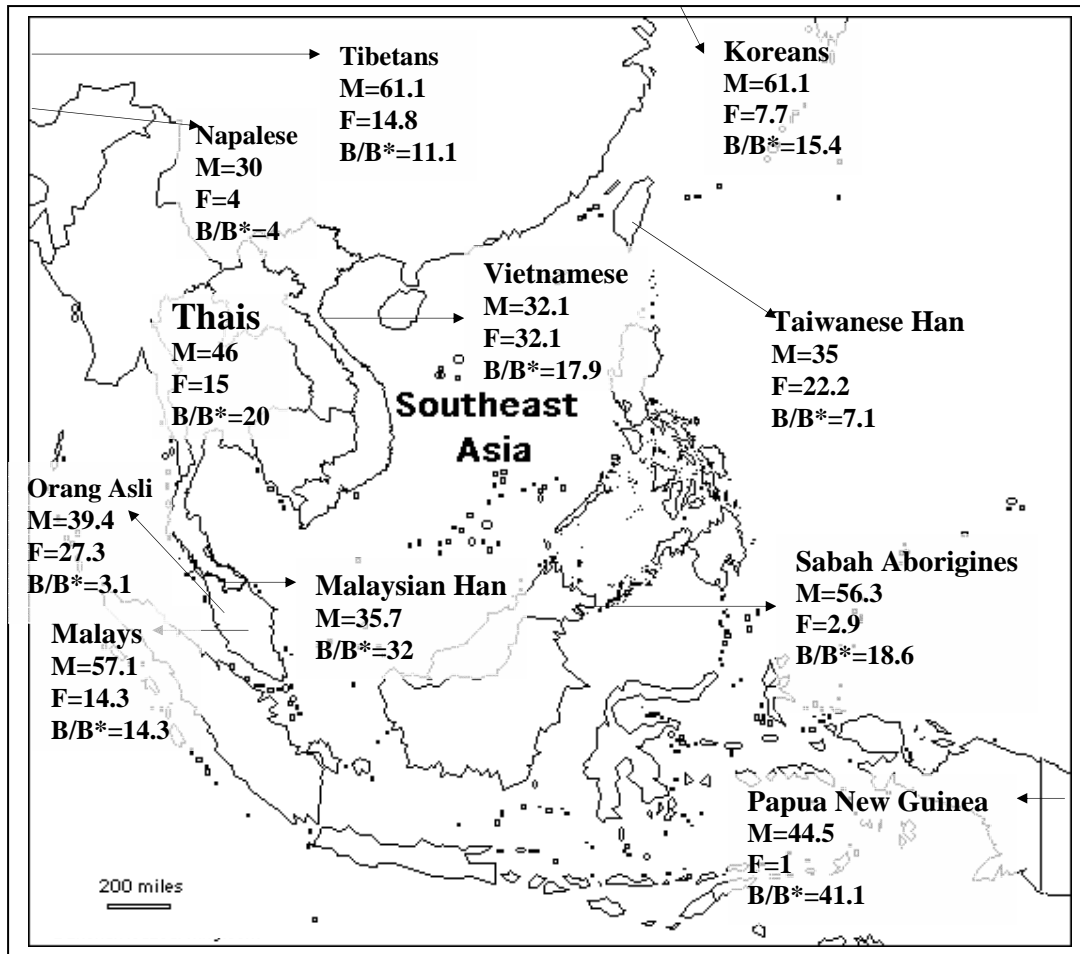 Tibetans
M=61.1
F=14.8
B/B*=11.1
Koreans
M=61.1
F=7.7
B/B*=15.4
Napalese
M=30
F=4
B/B*=4
Vietnamese
M=32.1
F=32.1
B/B*=17.9
Thais
M=46
F=15
B/B*=20
Taiwanese Han
M=35
F=22.2
B/B*=7.1
Southeast
Asia
Orang Asli
M=39.4
F=27.3
B/B*=3.1
Malaysian Han
M=35.7
B/B*=32
Sabah Aborigines
M=56.3
F=2.9
B/B*=18.6
Malays
M=57.1
F=14.3
B/B*=14.3
Papua New Guinea
M=44.5
F=1
B/B*=41.1
200 miles